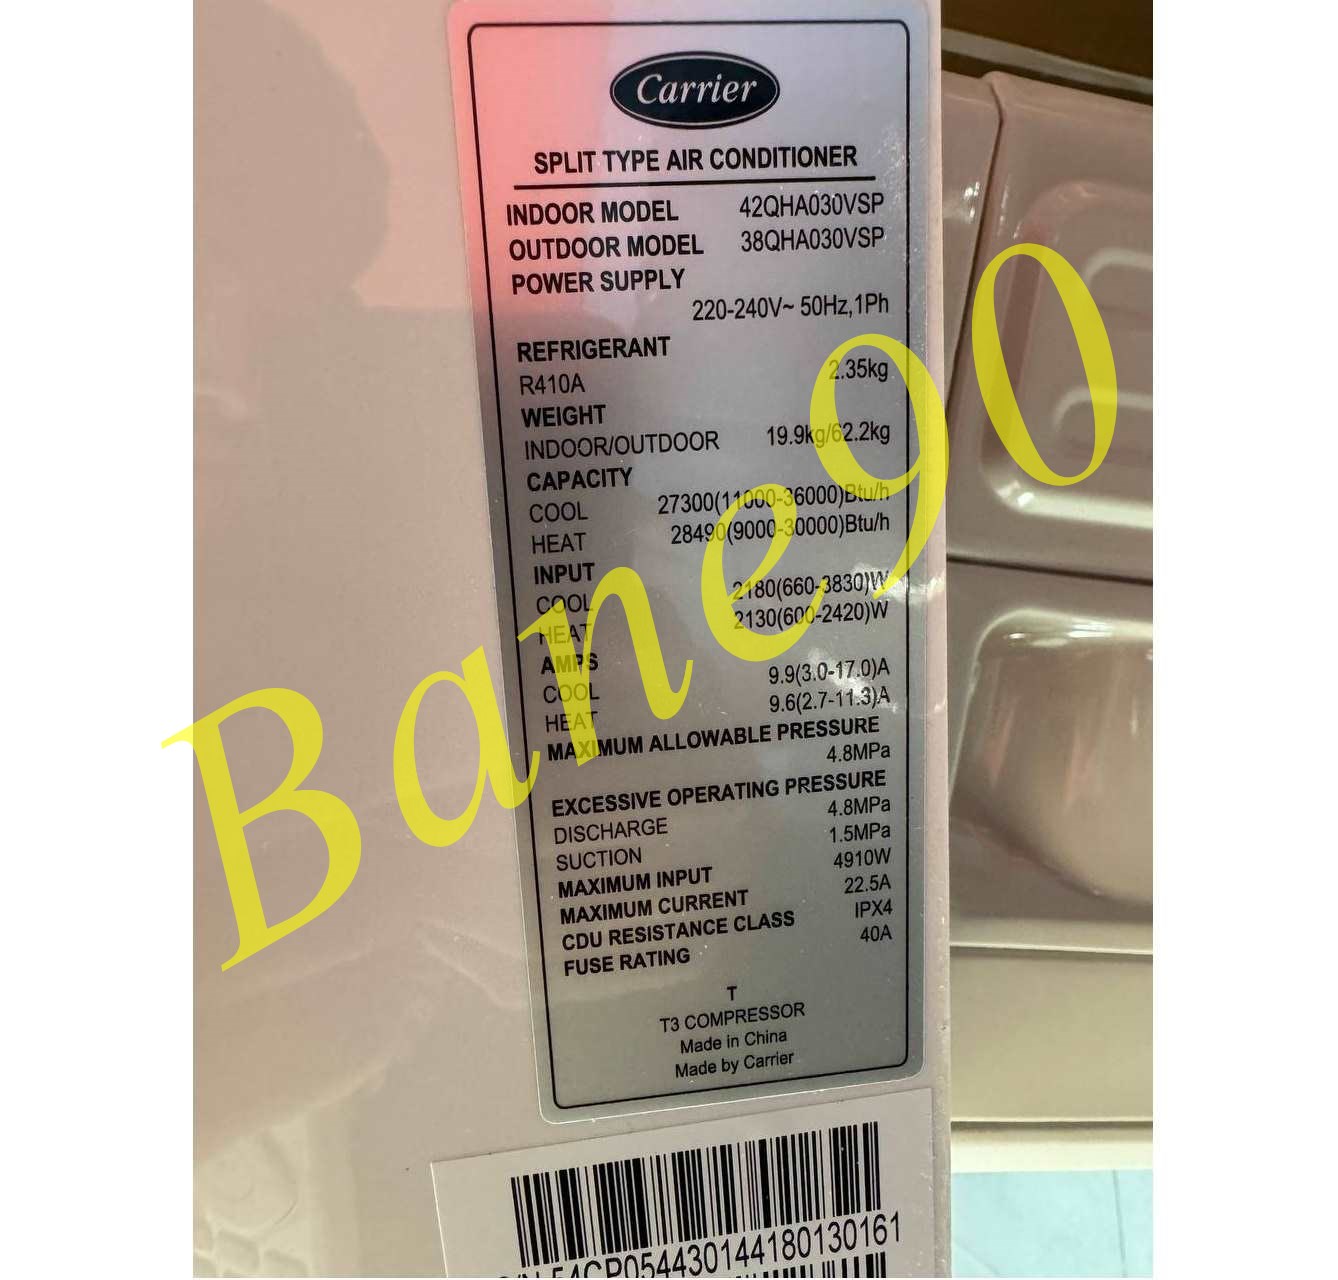 Carrier
SPLIT TYPE AIR CONDITIONER
INDOOR MODEL 42QHA030VSP
OUTDOOR MODEL 38QHA030VSP
POWER SUPPLY
220-240V~ 50Hz,1Ph
REFRIGERANT
R410A 2.35kg
WEIGHT
INDOOR/OUTDOOR 19.9kg/62.2kg
CAPACITY
COOL 27300(11000-36000)Btu/h
HEAT 28490(9000-30000)Btu/h
INPUT
COOL 2180(660-3830)W
HEAT 2130(600-2420)W
AMPS
COOL 9.9(3.0-17.0)A
HEAT 9.6(2.7-11.3)A
MAXIMUM ALLOWABLE PRESSURE
4.8MPa
EXCESSIVE OPERATING PRESSURE
DISCHARGE 4.8MPa
SUCTION 1.5MPa
MAXIMUM INPUT 4910W
MAXIMUM CURRENT 22.5A
CDU RESISTANCE CLASS IPX4
FUSE RATING 40A
T
T3 COMPRESSOR
Made in China
Made by Carrier
54CP054430144180130161
Bane90